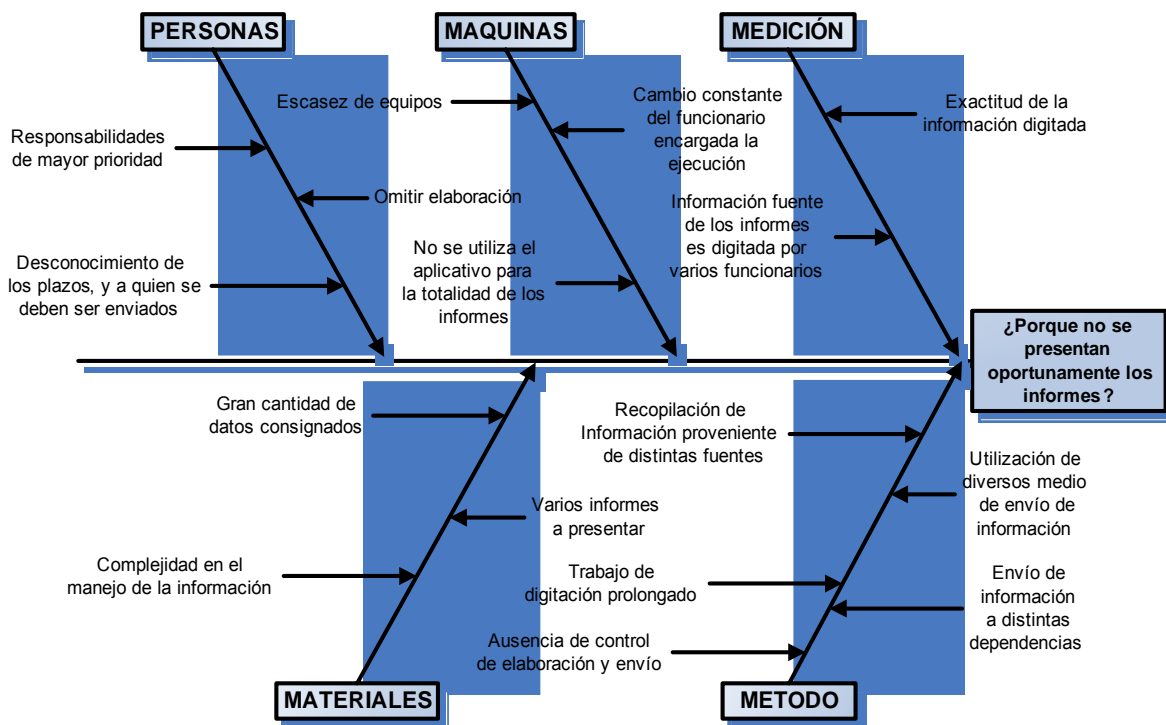 PERSONAS
MAQUINAS
MEDICIÓN
Responsabilidades
de mayor prioridad
Omitir elaboración
Desconocimiento de
los plazos, y a quien se
deben ser enviados
Escasez de equipos
Cambio constante
del funcionario
encargada la
ejecución
No se utiliza el
aplicativo para
la totalidad de los
informes
Exactitud de la
información digitada
Información fuente
de los informes
es digitada por
varios funcionarios
¿Porque no se
presentan
oportunamente los
informes?
Gran cantidad de
datos consignados
Varios informes
a presentar
Complejidad en el
manejo de la información
Recopilación de
Información proveniente
de distintas fuentes
Utilización de
diversos medio
de envío de
información
Trabajo de
digitación prolongado
Envío de
información
a distintas
dependencias
Ausencia de control
de elaboración y envío
MATERIALES
METODO